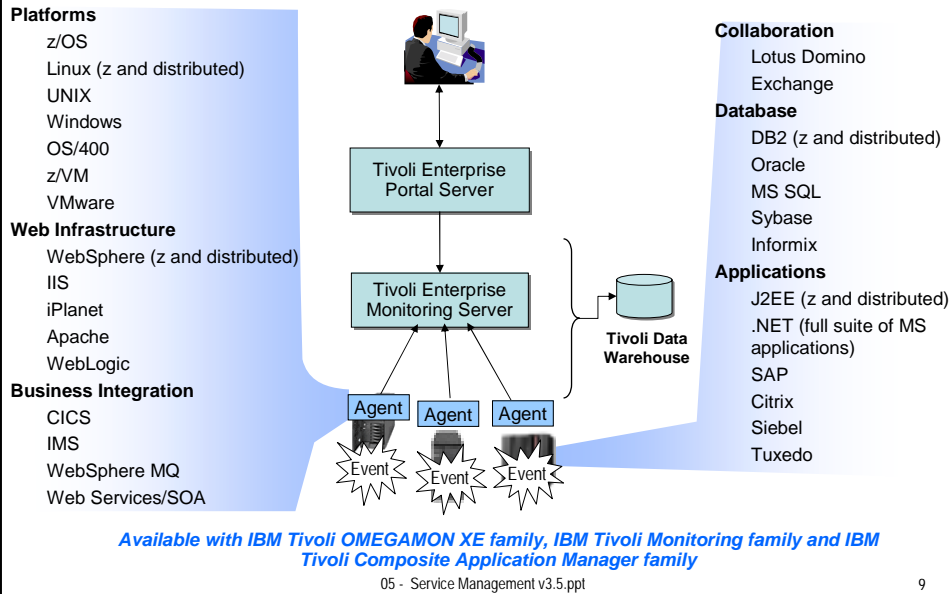 Platforms
z/OS
Linux (z and distributed)
UNIX
Windows
OS/400
z/VM
VMware
Web Infrastructure
WebSphere (z and distributed)
IIS
iPlanet
Apache
WebLogic
Business Integration
CICS
IMS
WebSphere MQ
Web Services/SOA
Tivoli Enterprise
Portal Server
Tivoli Enterprise
Monitoring Server
Tivoli Data
Warehouse
Agent
Agent
Agent
Event
Event
Event
Collaboration
Lotus Domino
Exchange
Database
DB2 (z and distributed)
Oracle
MS SQL
Sybase
Informix
Applications
J2EE (z and distributed)
.NET (full suite of MS
applications)
SAP
Citrix
Siebel
Tuxedo
Available with IBM Tivoli OMEGAMON XE family, IBM Tivoli Monitoring family and IBM
Tivoli Composite Application Manager family
05 - Service Management v3.5.ppt
9